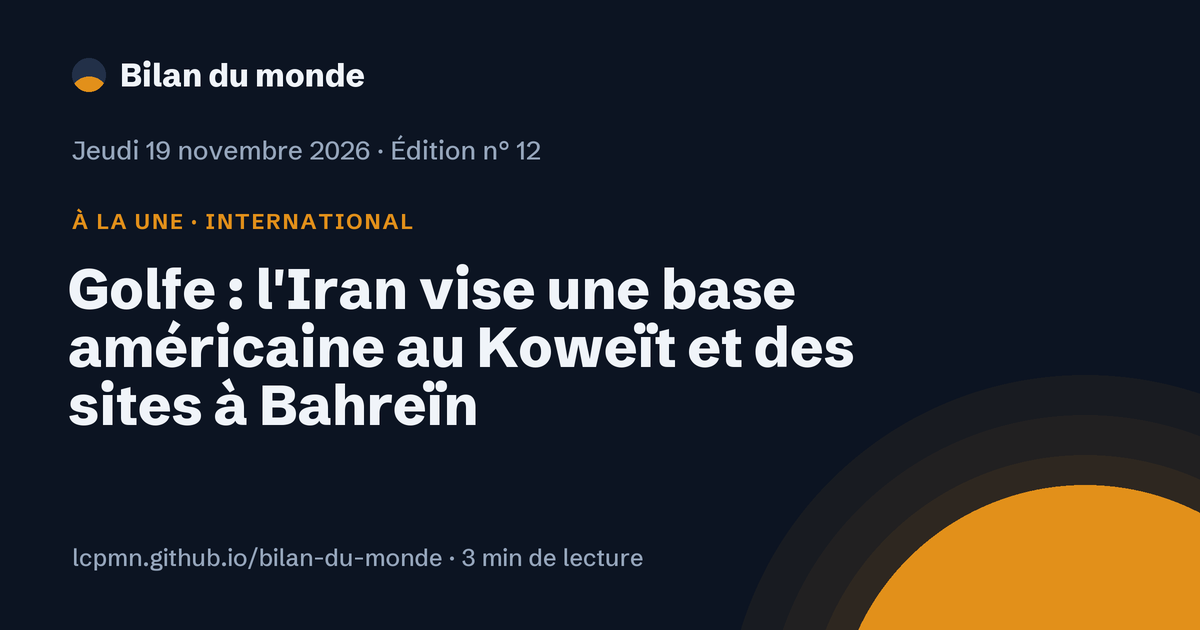 Bilan du monde
Jeudi 19 novembre 2026 · Édition n° 12
À LA UNE · INTERNATIONAL
Golfe : l'Iran vise une base
américaine au Koweït et des
sites à Bahreïn
lcpmn.github.io/bilan-du-monde · 3 min de lecture